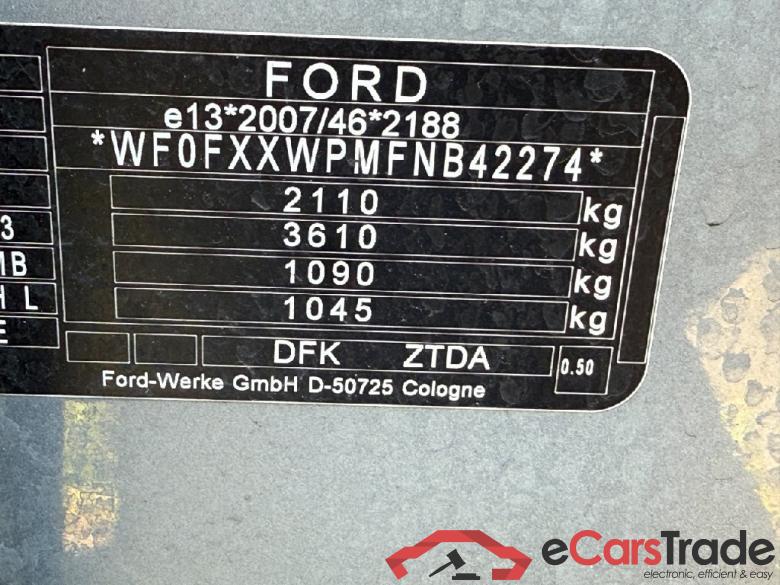 FORD
e13*2007/46*2188
*WF0FXXWPMFNB42274*
2110 kg
3610 kg
1090 kg
1045 kg
3
MB
H L
E
DFK ZTDA 0.50
Ford-Werke GmbH D-50725 Cologne
eCarsTrade
electronic, efficient & easy